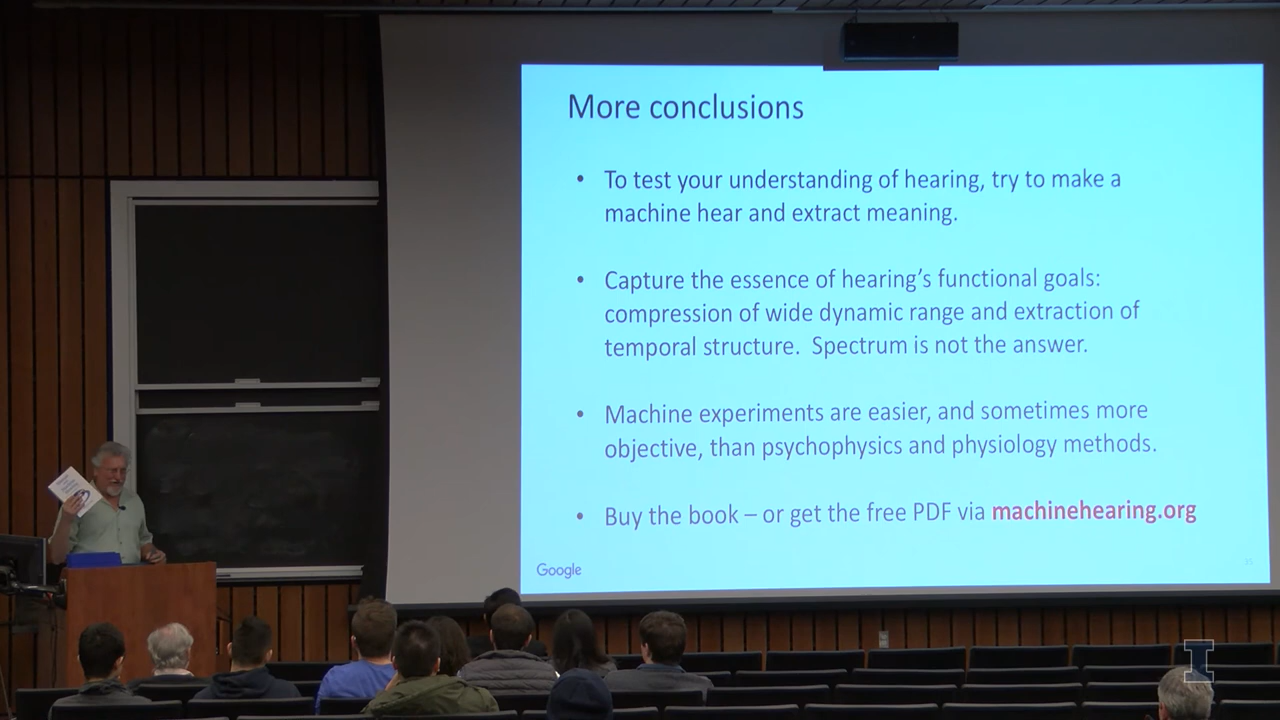 More conclusions
• To test your understanding of hearing, try to make a
machine hear and extract meaning.
• Capture the essence of hearing's functional goals:
compression of wide dynamic range and extraction of
temporal structure.  Spectrum is not the answer.
• Machine experiments are easier, and sometimes more
objective, than psychophysics and physiology methods.
• Buy the book – or get the free PDF via machinehearing.org
Google
I